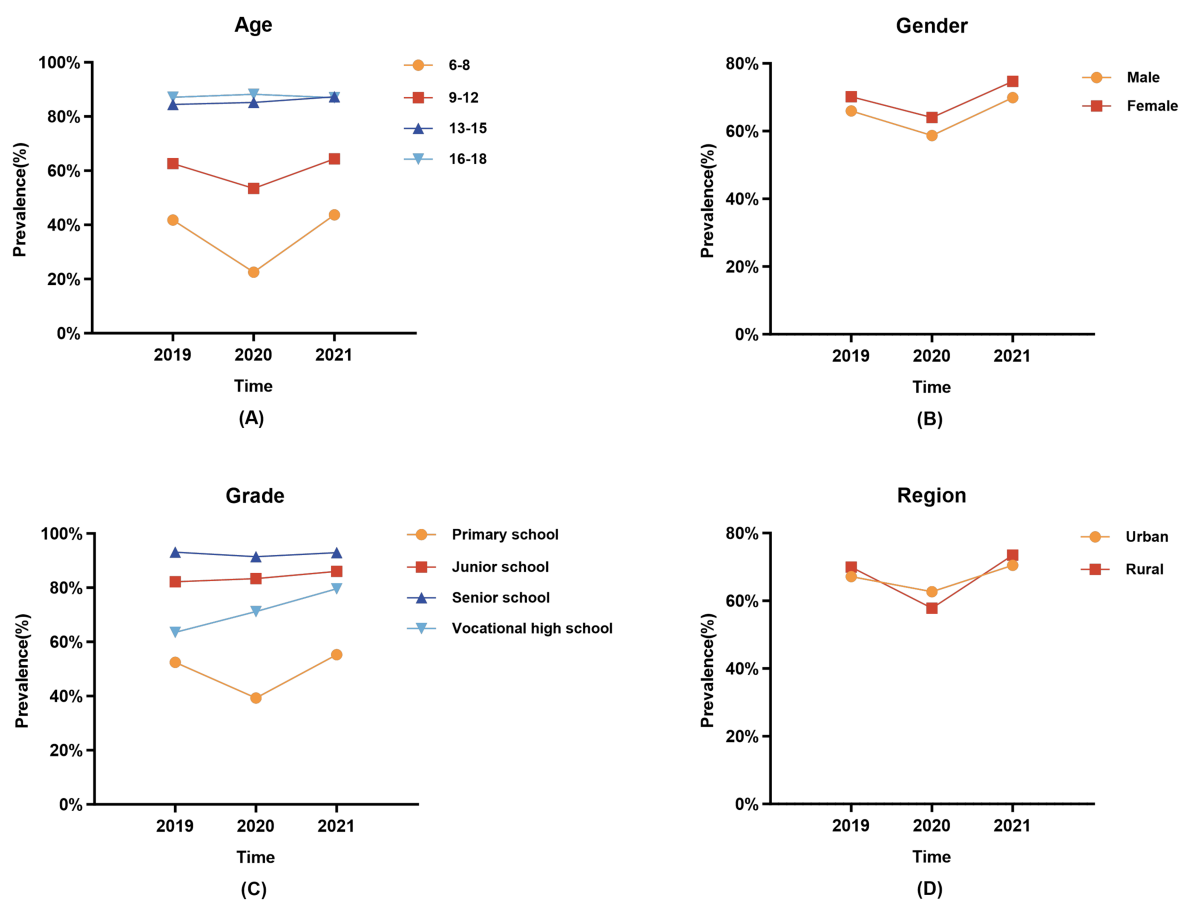 Age
100%
80%
60%
40%
20%
0%
Prevalence(%)
2019 2020 2021
Time
6-8
9-12
13-15
16-18
(A)
Gender
80%
60%
40%
20%
0%
Prevalence(%)
2019 2020 2021
Time
Male
Female
(B)
Grade
100%
80%
60%
40%
20%
0%
Prevalence(%)
2019 2020 2021
Time
Primary school
Junior school
Senior school
Vocational high school
(C)
Region
80%
60%
40%
20%
0%
Prevalence(%)
2019 2020 2021
Time
Urban
Rural
(D)